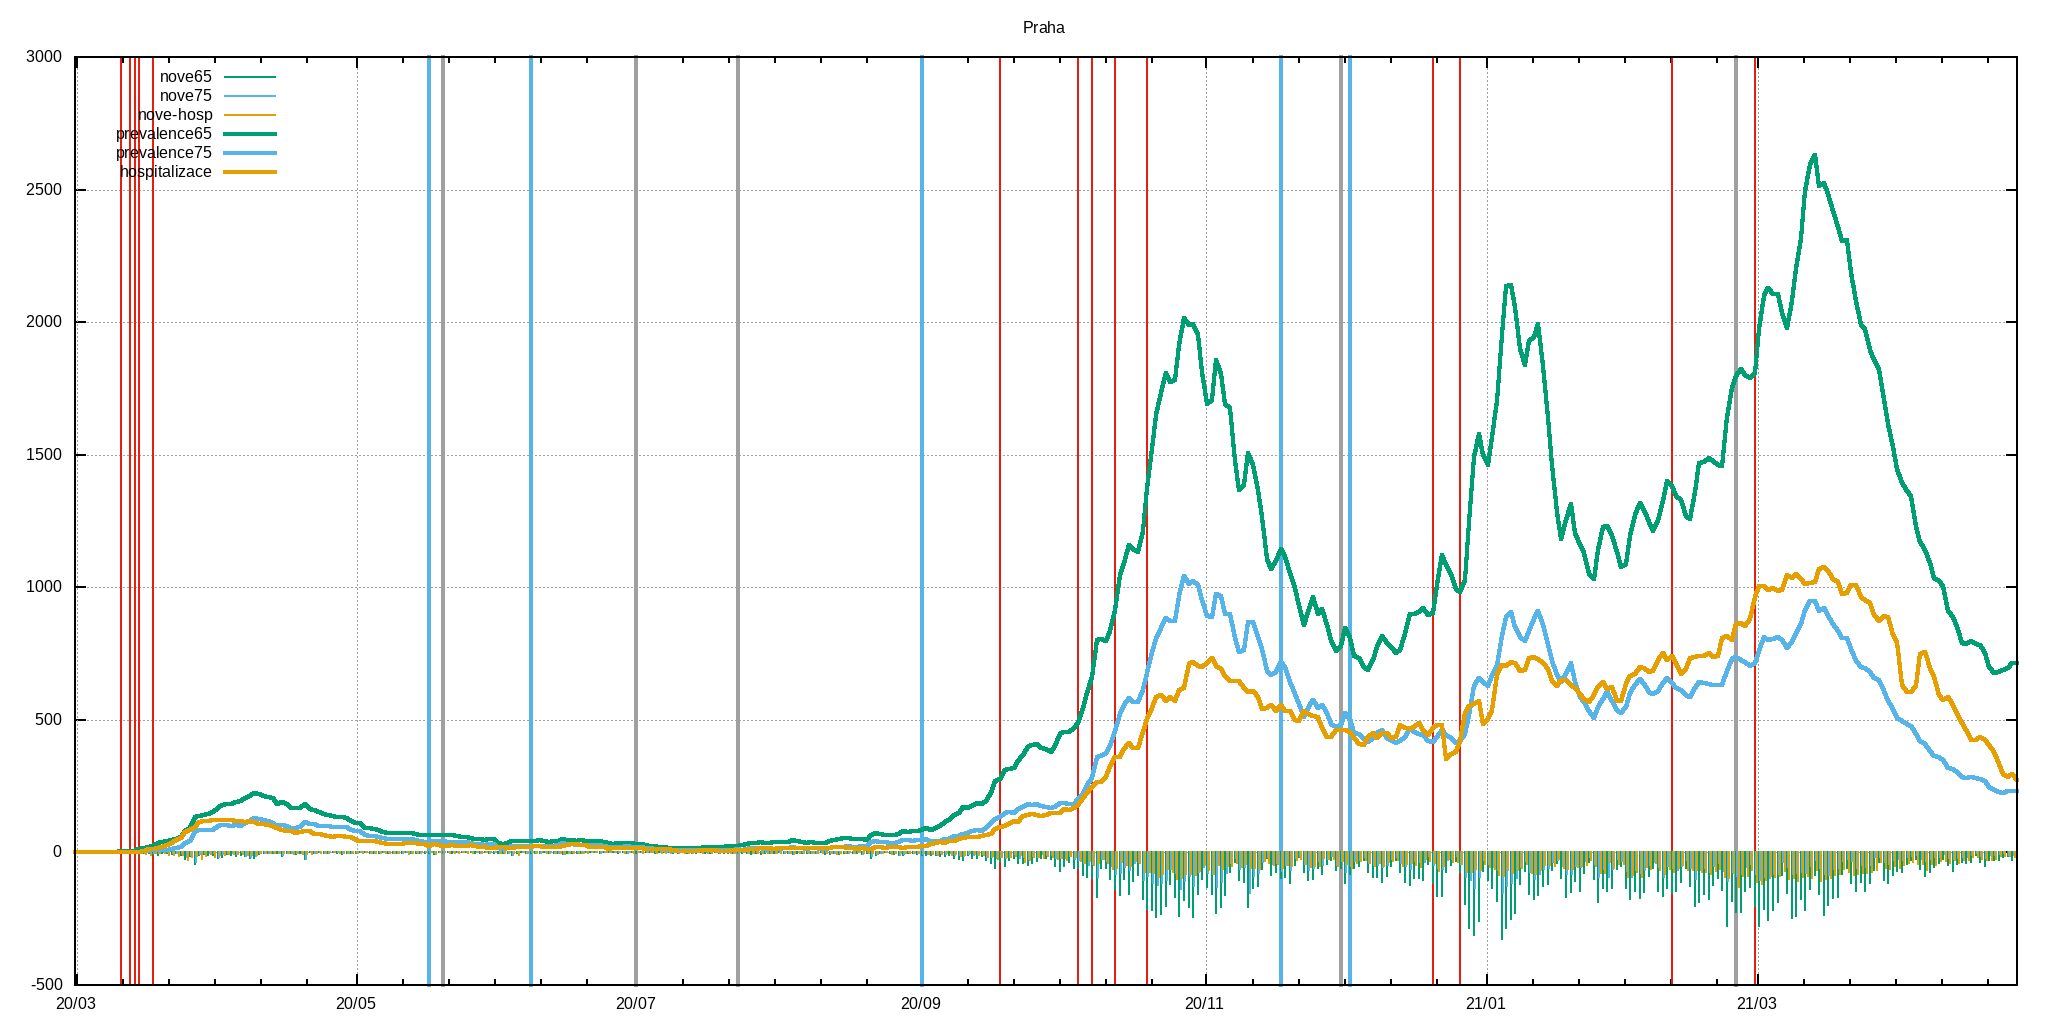 Praha
3000
2500
2000
1500
1000
500
0
-500
nove65
nove75
nove-hosp
prevalence65
prevalence75
hospitalizace
20/03 20/05 20/07 20/09 20/11 21/01 21/03